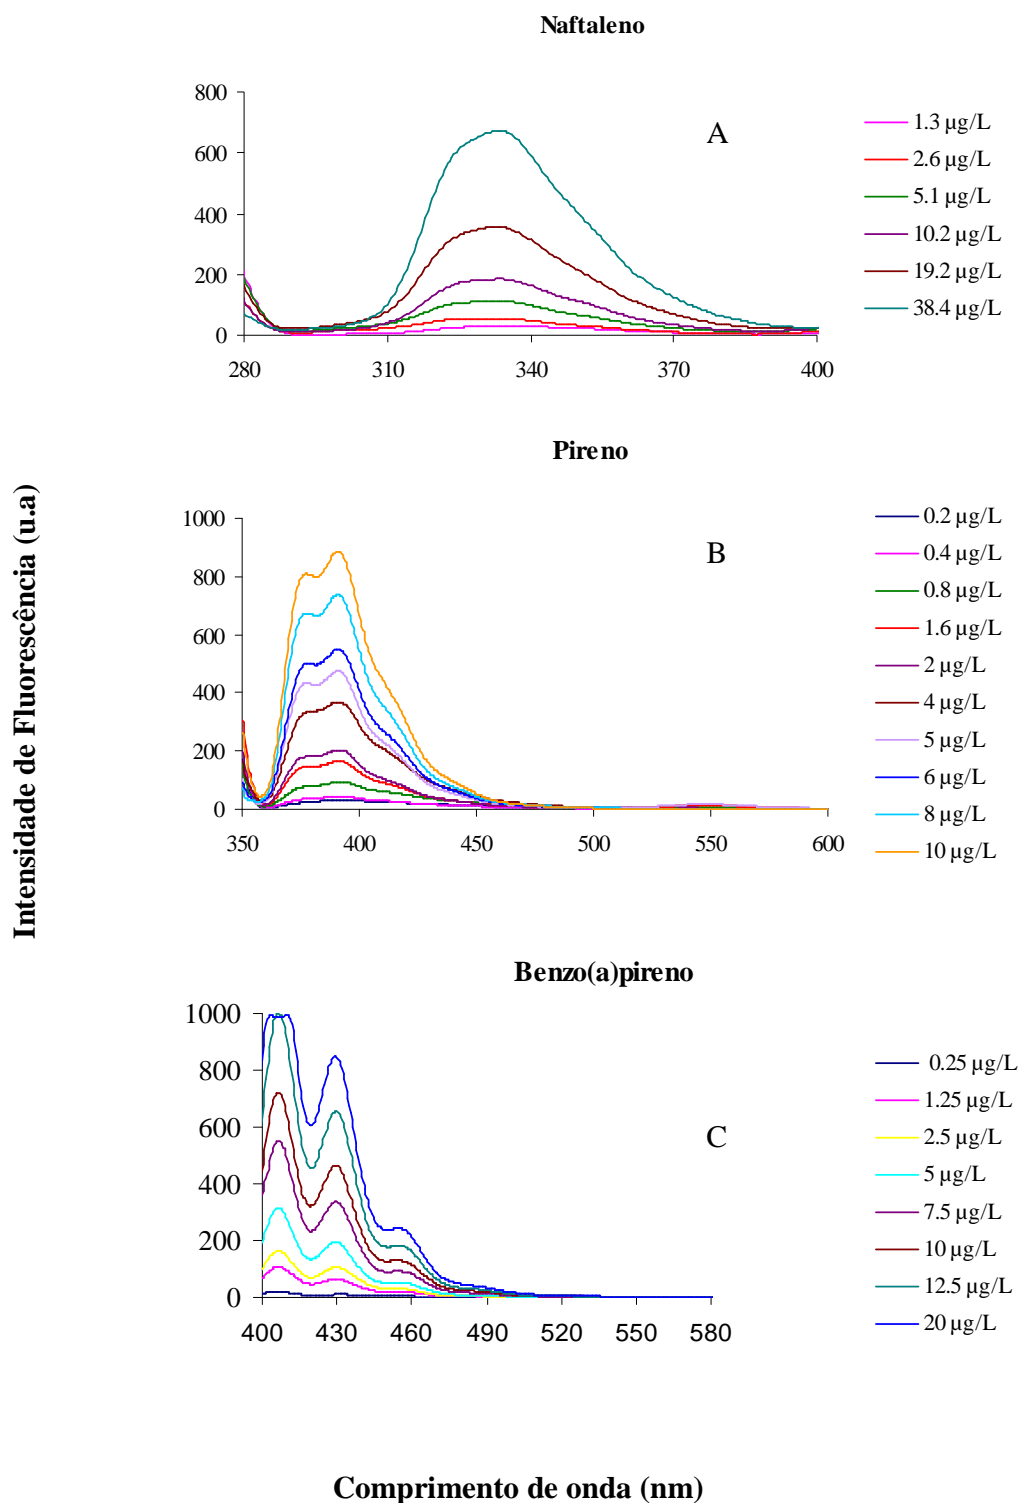 Naftaleno
800
600
400
200
0
280 310 340 370 400
A
1.3 µg/L
2.6 µg/L
5.1 µg/L
10.2 µg/L
19.2 µg/L
38.4 µg/L
Intensidade de Fluorescência (u.a)
Pireno
1000
800
600
400
200
0
350 400 450 500 550 600
B
0.2 µg/L
0.4 µg/L
0.8 µg/L
1.6 µg/L
2 µg/L
4 µg/L
5 µg/L
6 µg/L
8 µg/L
10 µg/L
Benzo(a)pireno
1000
800
600
400
200
0
400 430 460 490 520 550 580
C
0.25 µg/L
1.25 µg/L
2.5 µg/L
5 µg/L
7.5 µg/L
10 µg/L
12.5 µg/L
20 µg/L
Comprimento de onda (nm)